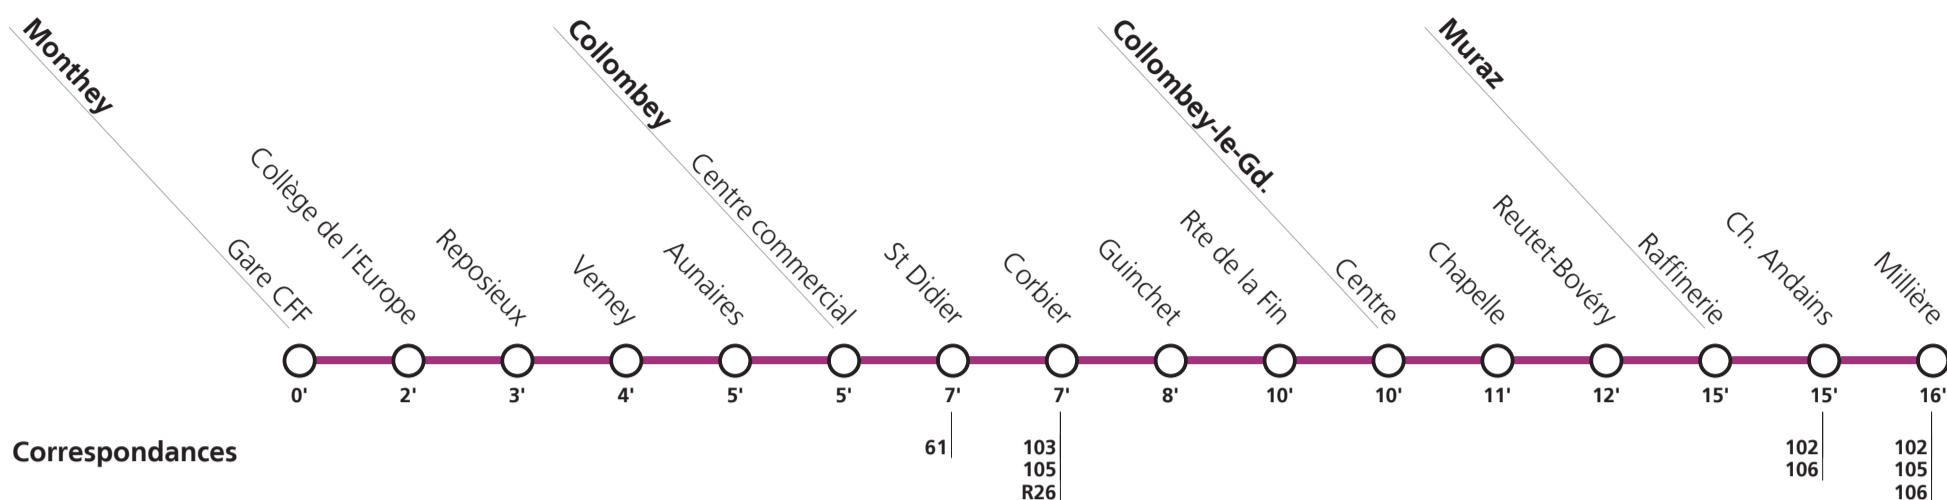 Monthey
Collombey
Collombey-le-Gd.
Muraz
Gare CFF
Collège de l'Europe
Reposieux
Verney
Aunaires
Centre commercial
St Didier
Corbier
Guinchet
Rte de la Fin
Centre
Chapelle
Reutet-Bovéry
Raffinerie
Ch. Andains
Millière
0' 2' 3' 4' 5' 5' 7' 7' 8' 10' 10' 11' 12' 15' 15' 16'
Correspondances
61 103 102 102
105 106 105
R26 106